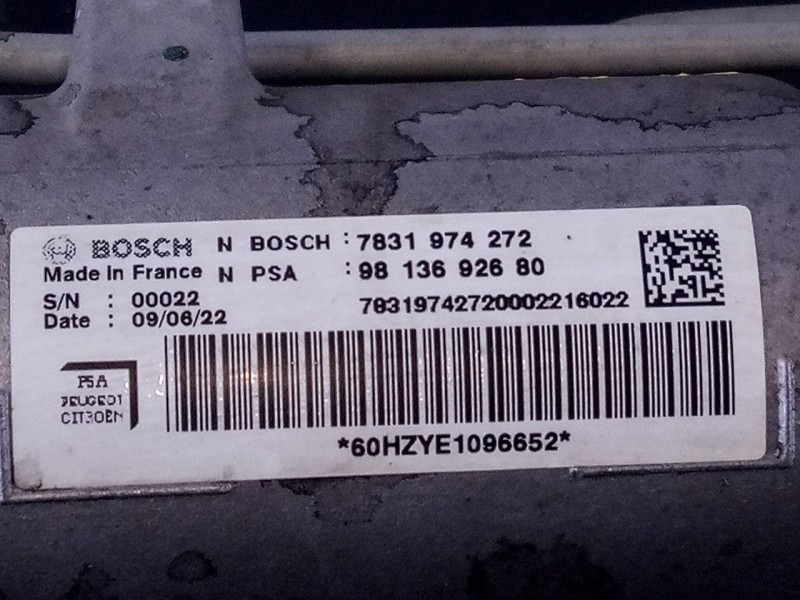 BOSCH N BOSCH : 7831 974 272
Made in France N PSA : 98 136 926 80
S/N : 00022 78319742720002216022
Date : 09/06/22
PSA
PEUGEOT
CITROEN
*60HZYE1096652*